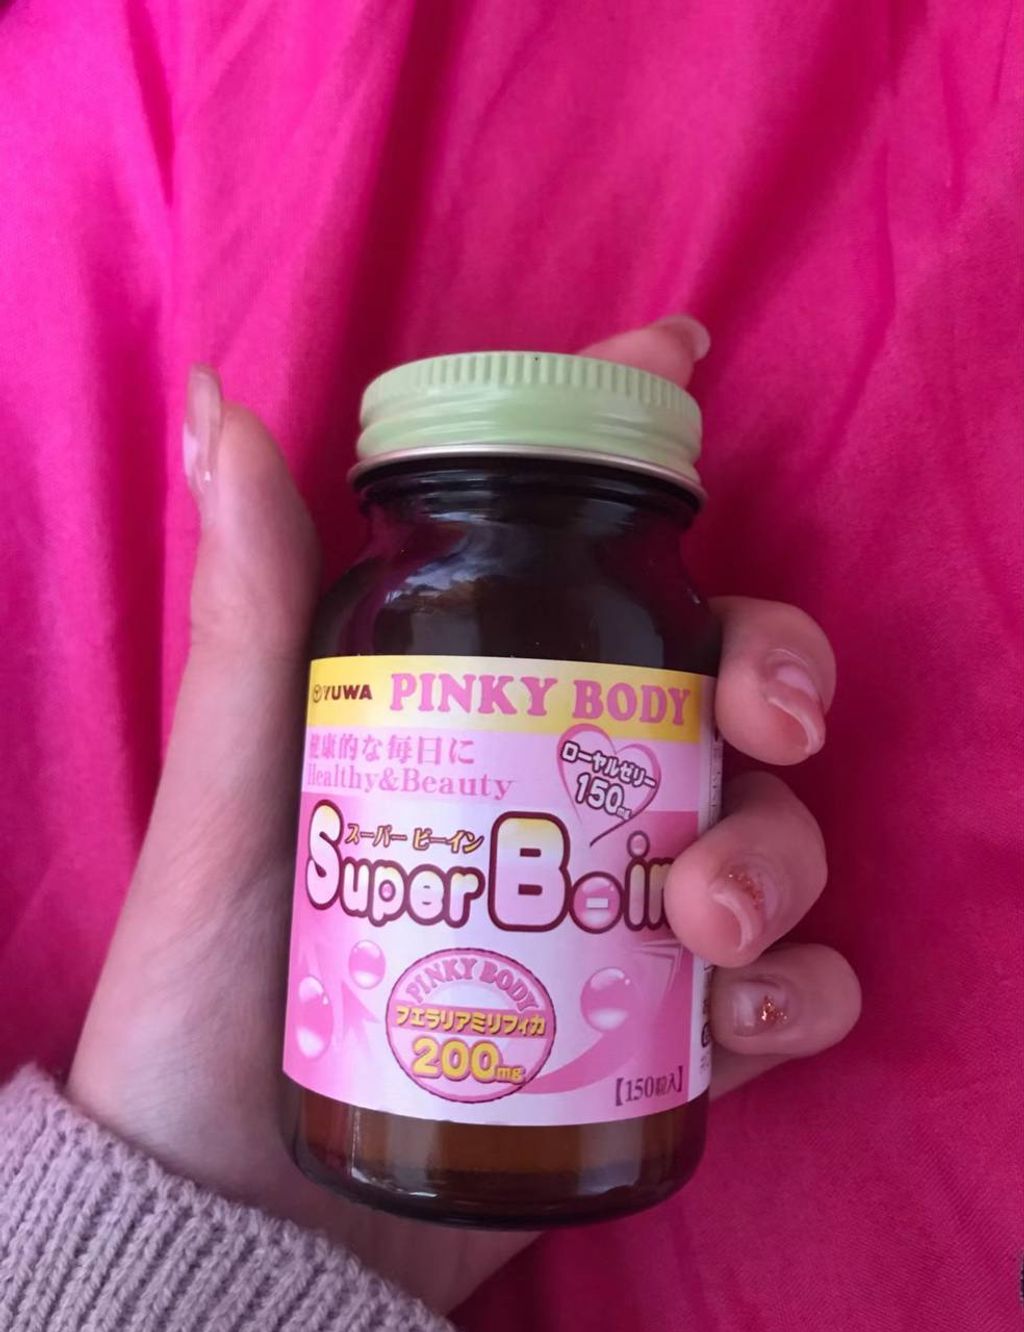 YUWA PINKY BODY
健康的な毎日に
Healthy&Beauty
ローヤルゼリー
150mg
スーパー ビーイン
Super B-in
PINKY BODY
プエラリアミリフィカ
200mg
【150粒入】